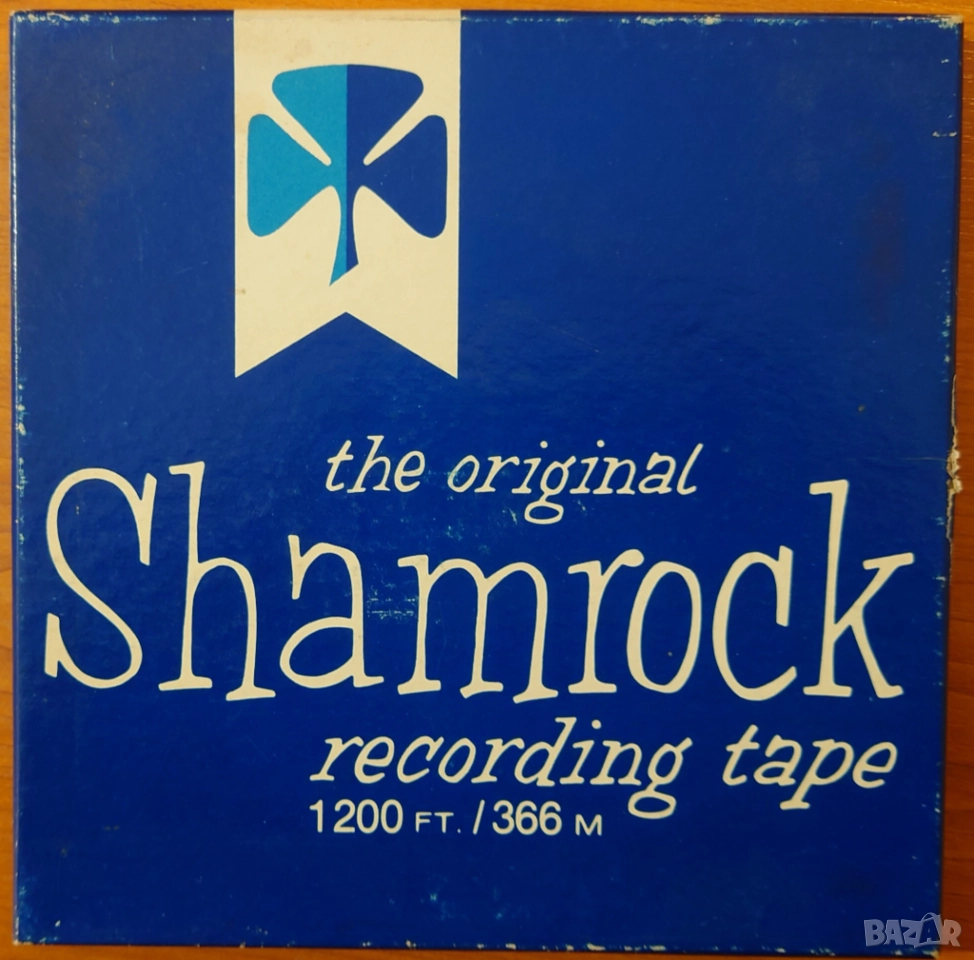 the original
Shamrock
recording tape
1200 FT. / 366 M
BAZAR